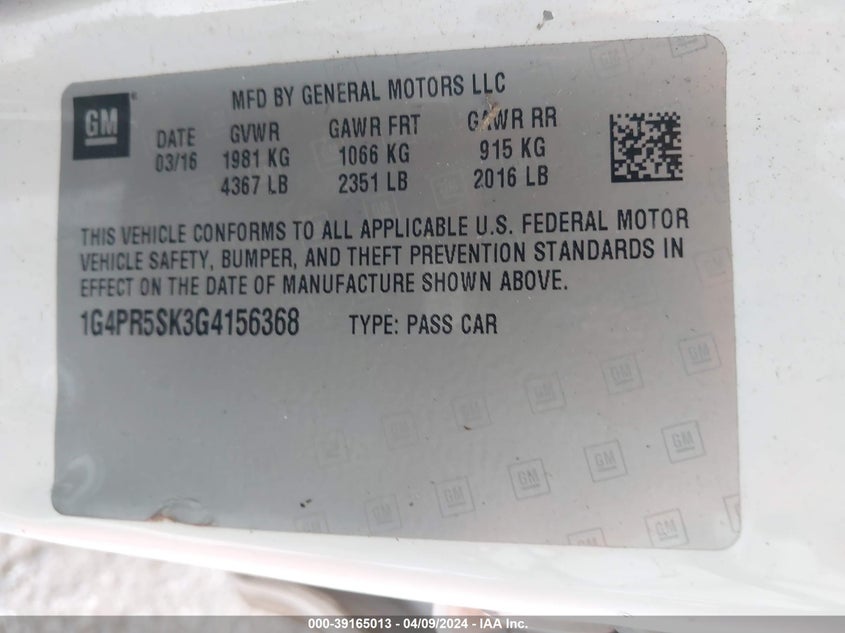 MFD BY GENERAL MOTORS LLC
GM
DATE GVWR GAWR FRT GAWR RR
03/16 1981 KG 1066 KG 915 KG
4367 LB 2351 LB 2016 LB
THIS VEHICLE CONFORMS TO ALL APPLICABLE U.S. FEDERAL MOTOR
VEHICLE SAFETY, BUMPER, AND THEFT PREVENTION STANDARDS IN
EFFECT ON THE DATE OF MANUFACTURE SHOWN ABOVE.
1G4PR5SK3G4156368 TYPE: PASS CAR
000-39165013 - 04/09/2024 - IAA Inc.